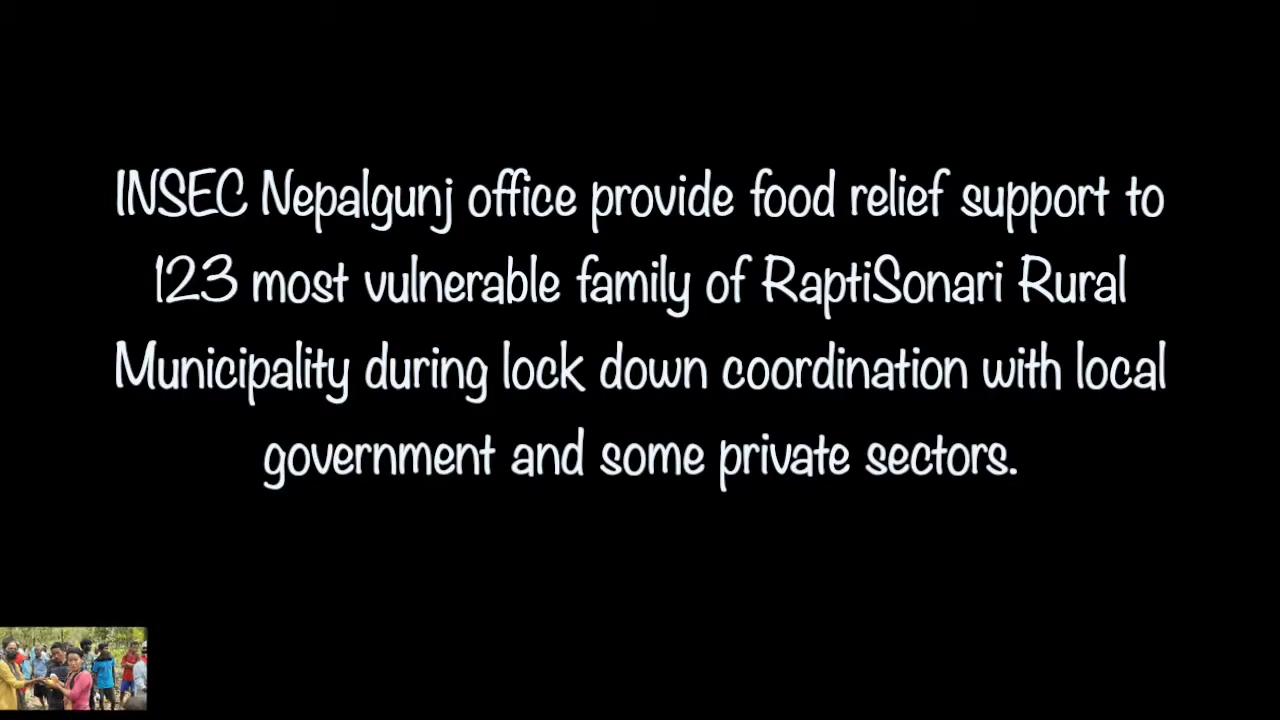 INSEC Nepalgunj office provide food relief support to
123 most vulnerable family of RaptiSonari Rural
Municipality during lock down coordination with local
government and some private sectors.